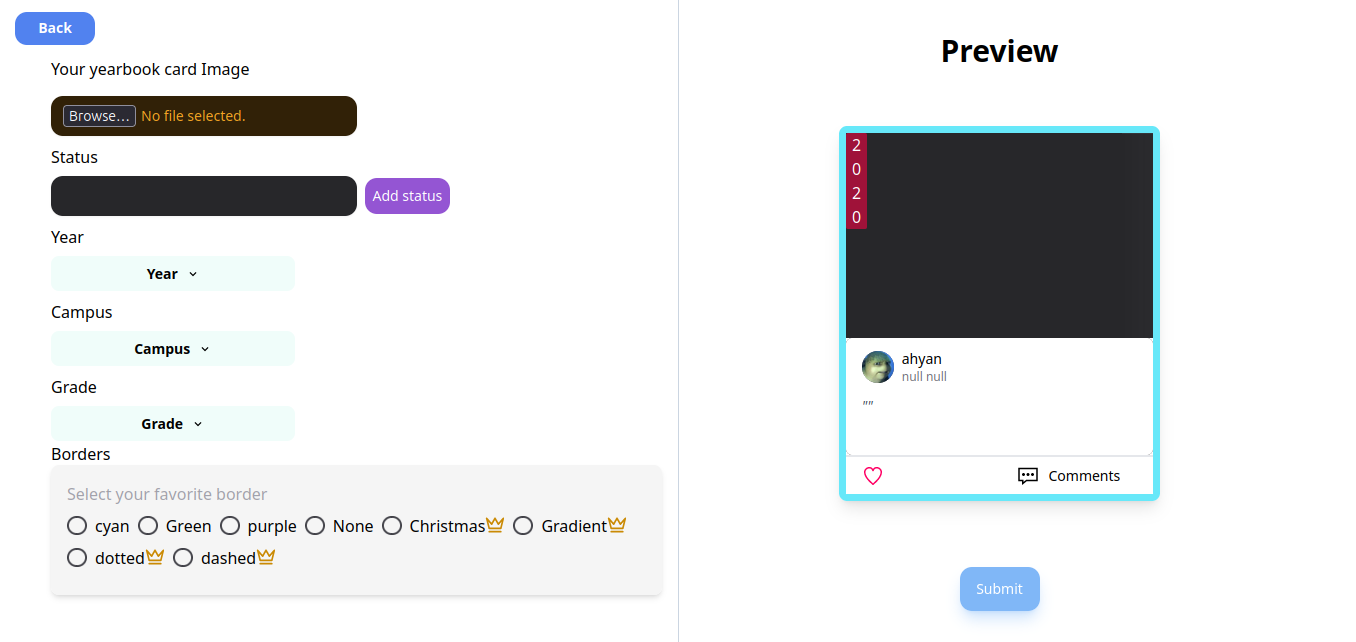 Back
Your yearbook card Image
Browse... No file selected.
Status
Add status
Year
Year
Campus
Campus
Grade
Grade
Borders
Select your favorite border
cyan Green purple None Christmas Gradient
dotted dashed
Preview
2
0
2
0
ahyan
null null
""
Comments
Submit